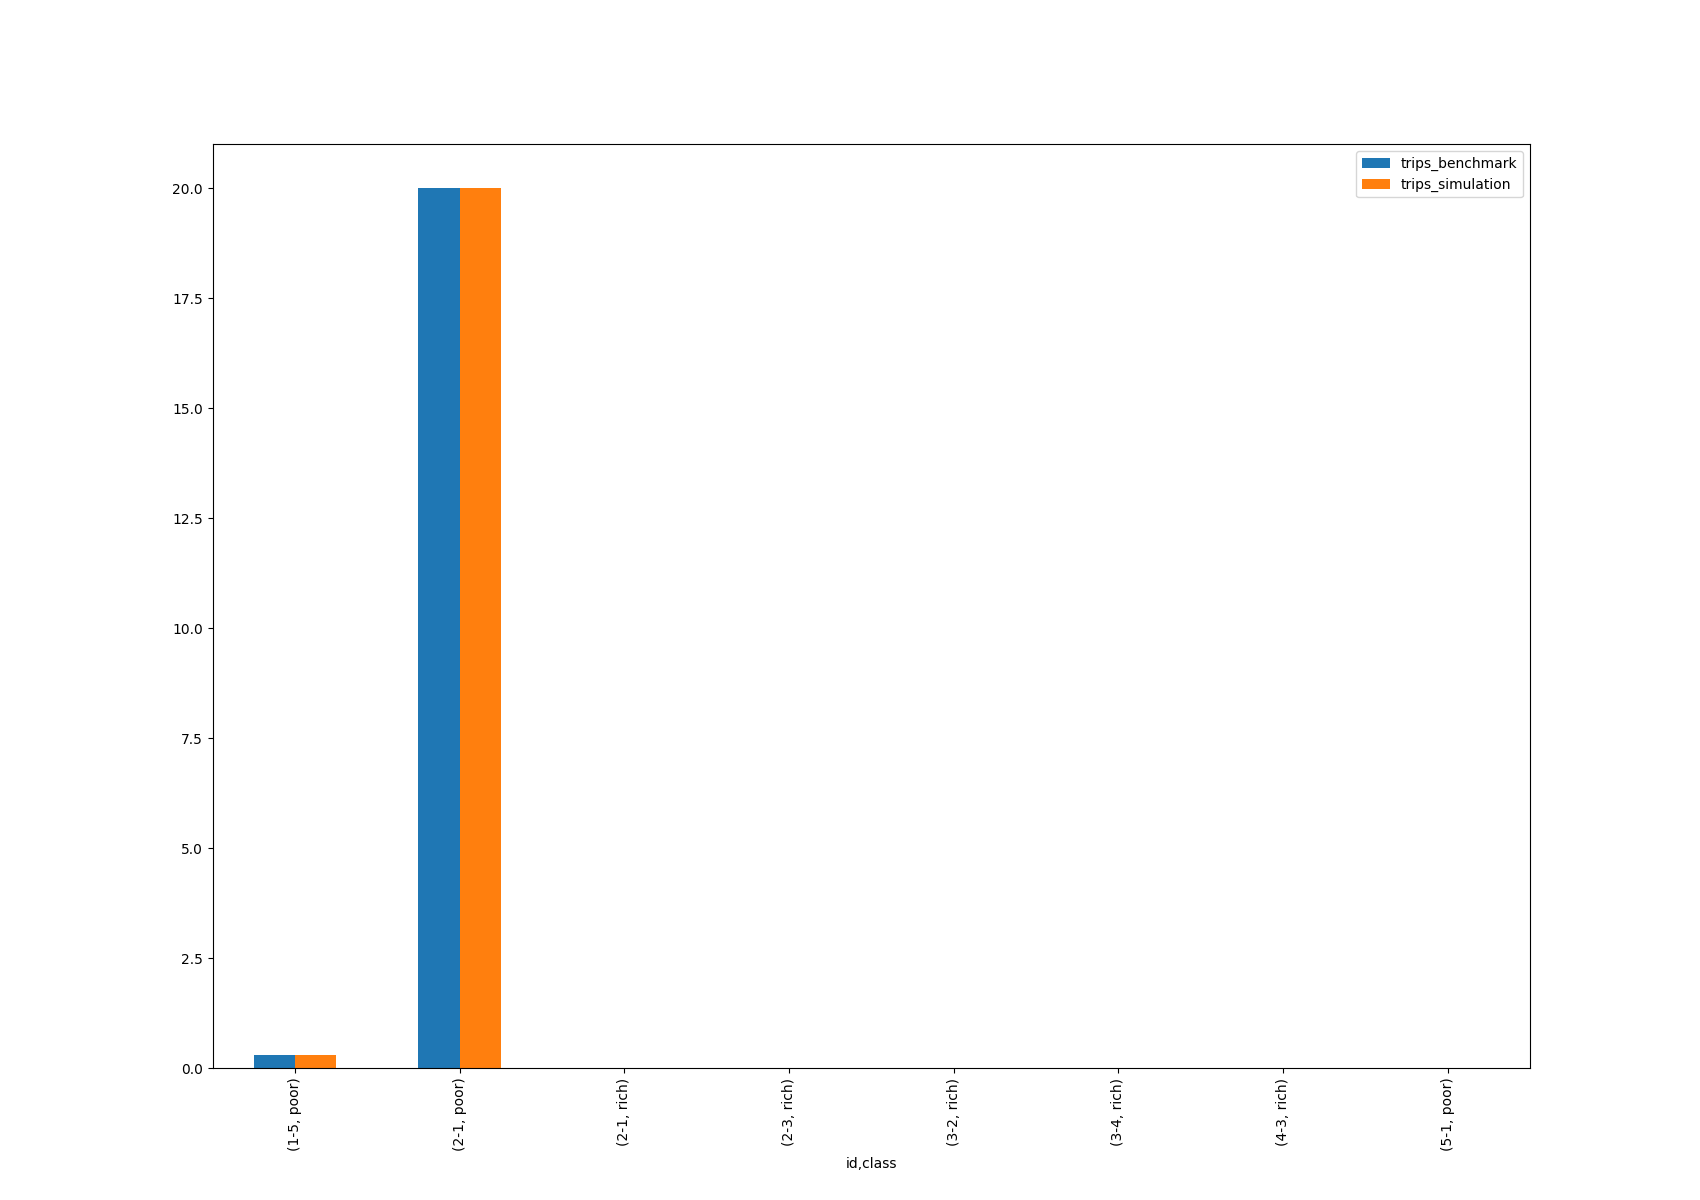 trips_benchmark
trips_simulation
20.0
17.5
15.0
12.5
10.0
7.5
5.0
2.5
0.0
(1-5, poor)
(2-1, poor)
(2-1, rich)
(2-3, rich)
(3-2, rich)
(3-4, rich)
(4-3, rich)
(5-1, poor)
id,class